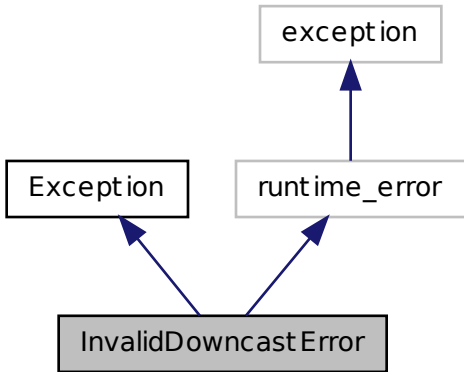 exception
Exception
runtime_error
InvalidDowncastError